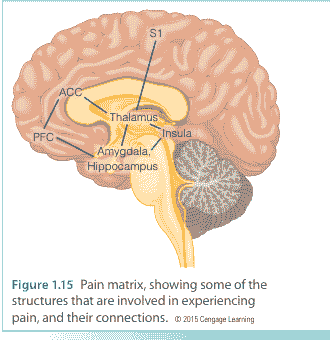 S1
ACC
Thalamus
PFC
Insula
Amygdala,
Hippocampus
Figure 1.15 Pain matrix, showing some of the
structures that are involved in experiencing
pain, and their connections. © 2015 Cengage Learning